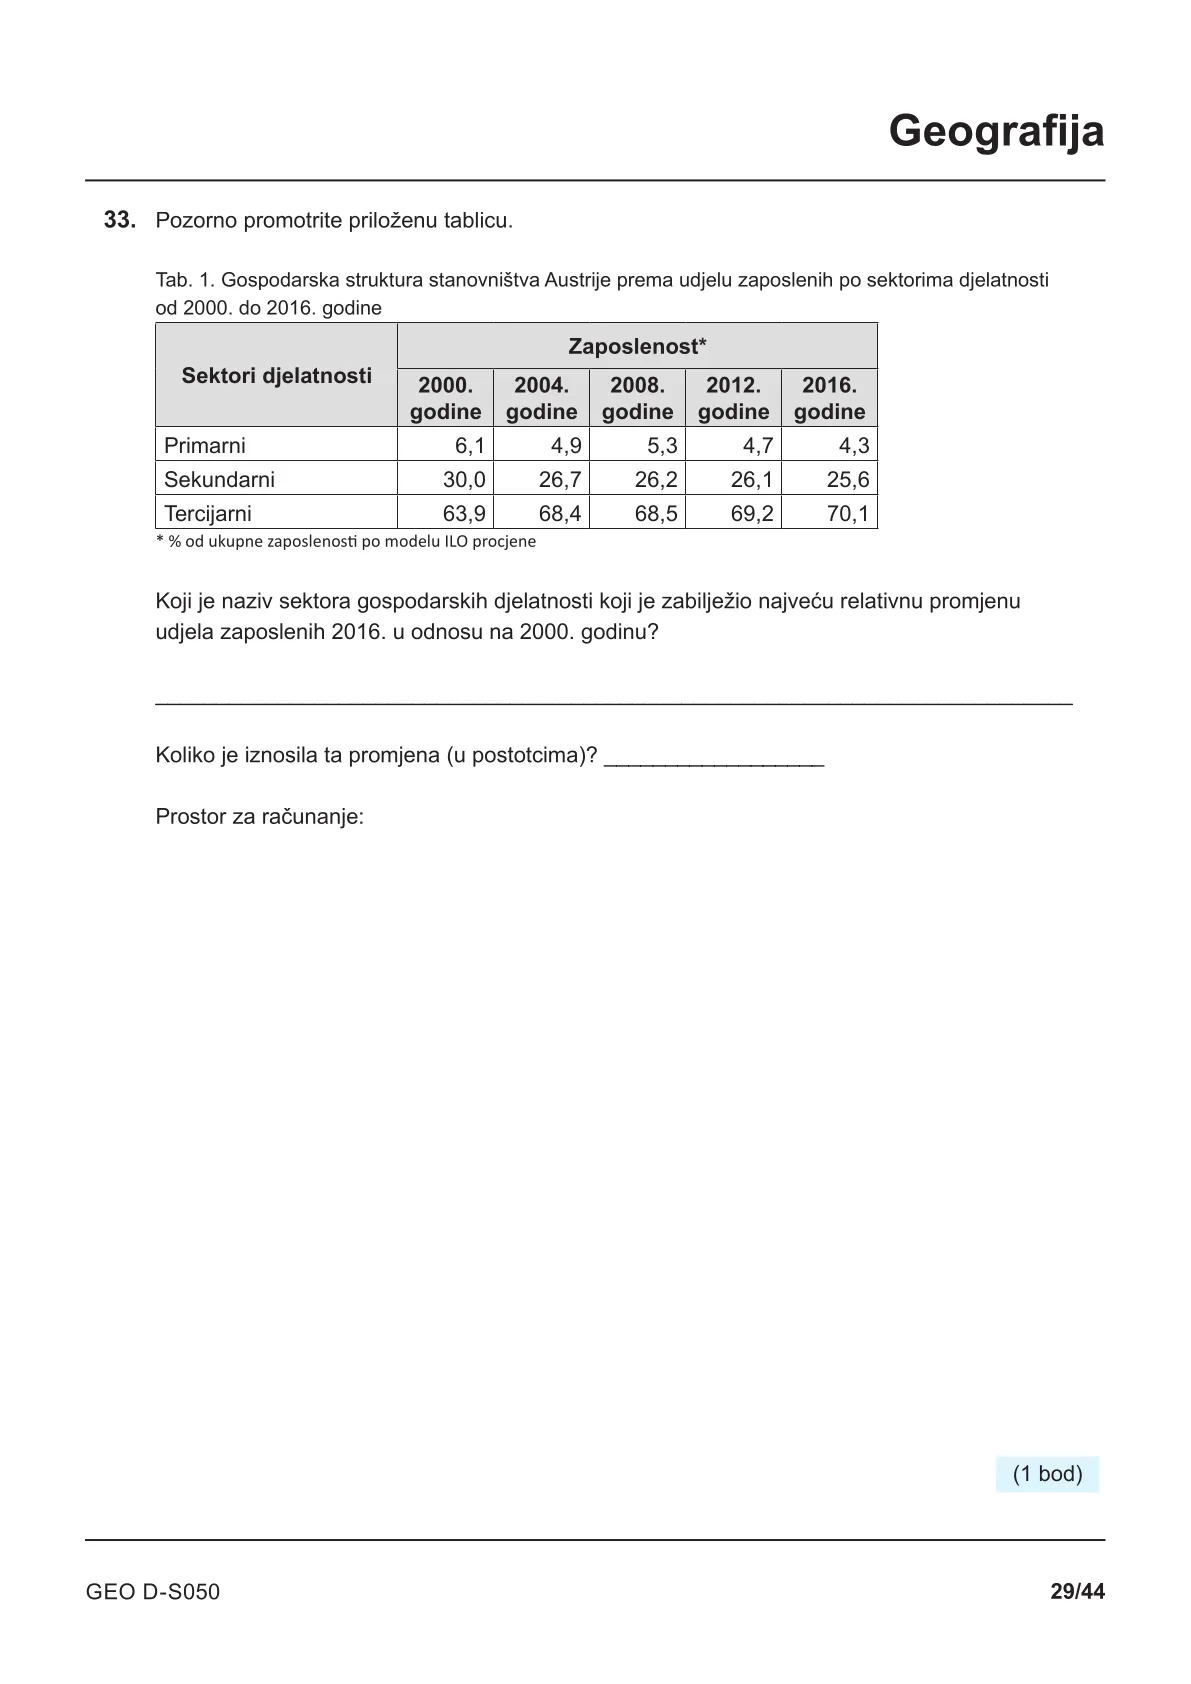 Geografija
33. Pozorno promotrite priloženu tablicu.
Tab. 1. Gospodarska struktura stanovništva Austrije prema udjelu zaposlenih po sektorima djelatnosti
od 2000. do 2016. godine
Sektori djelatnosti
Zaposlenost*
2000. godine 2004. godine 2008. godine 2012. godine 2016. godine
Primarni 6,1 4,9 5,3 4,7 4,3
Sekundarni 30,0 26,7 26,2 26,1 25,6
Tercijarni 63,9 68,4 68,5 69,2 70,1
* % od ukupne zaposlenosti po modelu ILO procjene
Koji je naziv sektora gospodarskih djelatnosti koji je zabilježio najveću relativnu promjenu
udjela zaposlenih 2016. u odnosu na 2000. godinu?
Koliko je iznosila ta promjena (u postotcima)? __________________
Prostor za računanje:
(1 bod)
GEO D-S050
29/44